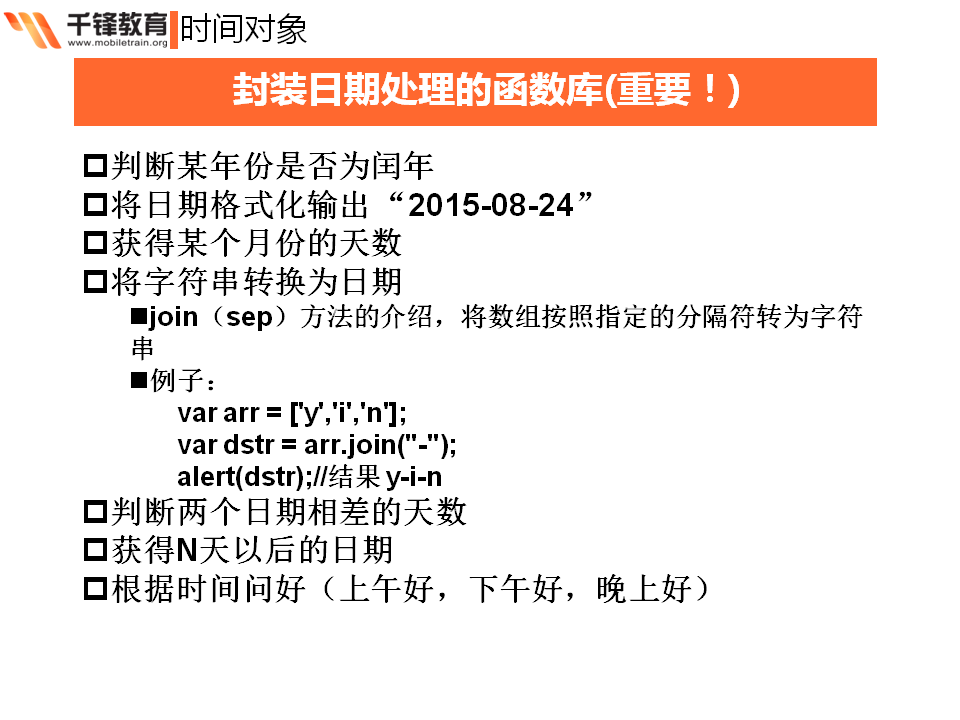 千锋教育
www.mobiletrain.org
时间对象
封装日期处理的函数库(重要！)
判断某年份是否为闰年
将日期格式化输出“2015-08-24”
获得某个月份的天数
将字符串转换为日期
join（sep）方法的介绍，将数组按照指定的分隔符转为字符
串
例子：
var arr = ['y','i','n'];
var dstr = arr.join("-");
alert(dstr);//结果 y-i-n
判断两个日期相差的天数
获得N天以后的日期
根据时间问好（上午好，下午好，晚上好）